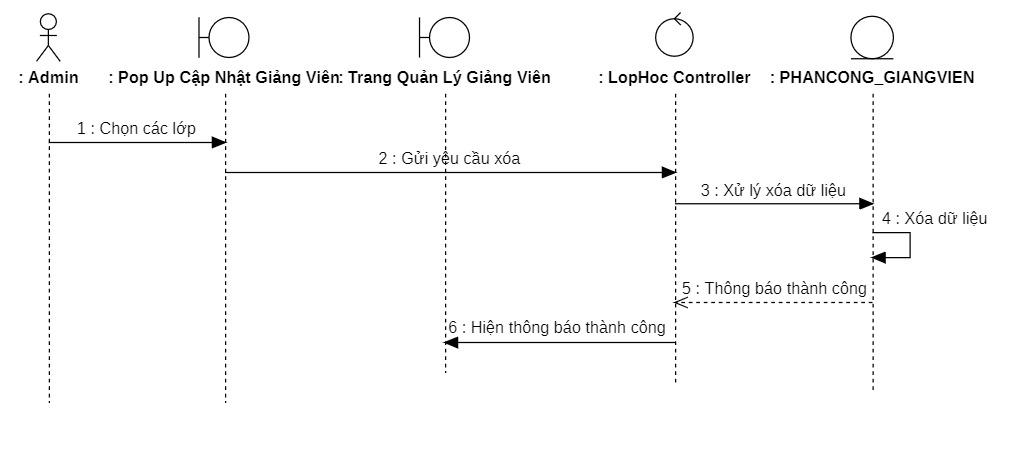 : Admin
: Pop Up Cập Nhật Giảng Viên
: Trang Quản Lý Giảng Viên
: LopHoc Controller
: PHANCONG_GIANGVIEN
1 : Chọn các lớp
2 : Gửi yêu cầu xóa
3 : Xử lý xóa dữ liệu
4 : Xóa dữ liệu
5 : Thông báo thành công
6 : Hiện thông báo thành công